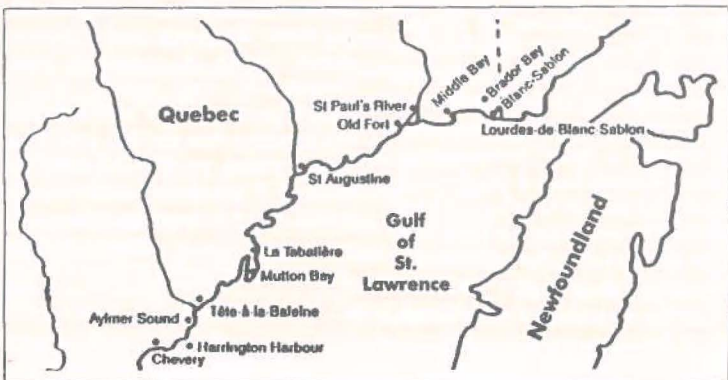 Quebec
St Paul's River
Old Fort
Middle Bay
Brador Bay
Blanc-Sablon
Lourdes-de-Blanc Sablon
St Augustine
Gulf
of
St.
Lawrence
Newfoundland
La Tabatière
Mutton Bay
Tête-à-la-Baleine
Aylmer Sound
Harrington Harbour
Chevery